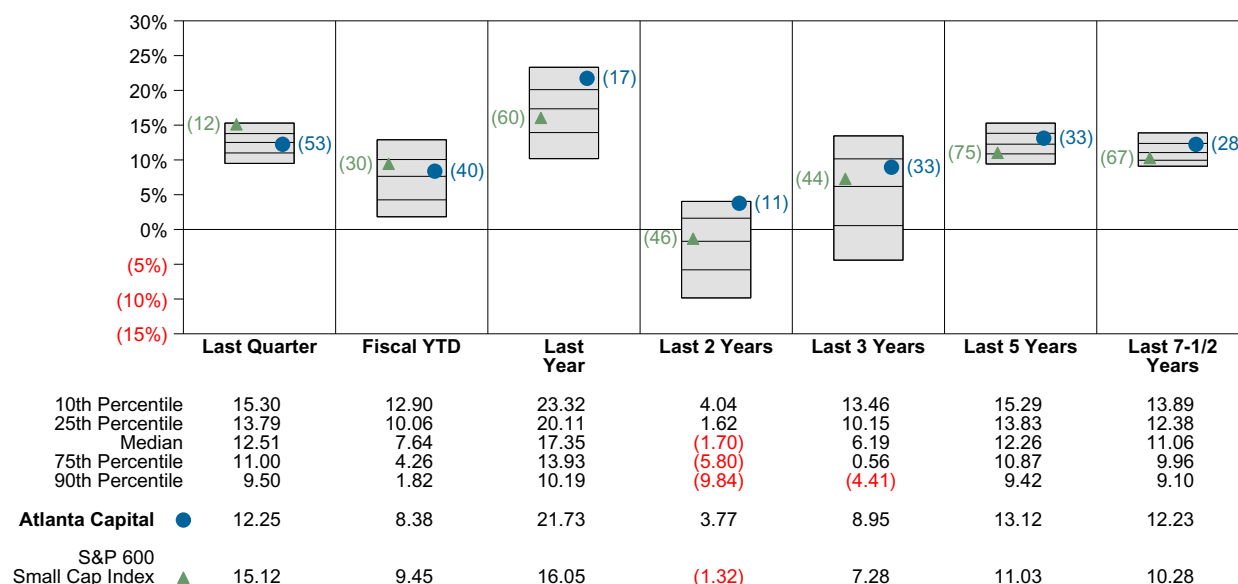 30%
25%
20%
15%
10%
5%
0%
(5%)
(10%)
(15%)
(12) (53)
(30) (40)
(60) (17)
(46) (11)
(44) (33)
(75) (33)
(67) (28
Last Quarter Fiscal YTD Last Last 2 Years Last 3 Years Last 5 Years Last 7-1/2
Year Years
10th Percentile 15.30 12.90 23.32 4.04 13.46 15.29 13.89
25th Percentile 13.79 10.06 20.11 1.62 10.15 13.83 12.38
Median 12.51 7.64 17.35 (1.70) 6.19 12.26 11.06
75th Percentile 11.00 4.26 13.93 (5.80) 0.56 10.87 9.96
90th Percentile 9.50 1.82 10.19 (9.84) (4.41) 9.42 9.10
Atlanta Capital 12.25 8.38 21.73 3.77 8.95 13.12 12.23
S&P 600
Small Cap Index 15.12 9.45 16.05 (1.32) 7.28 11.03 10.28